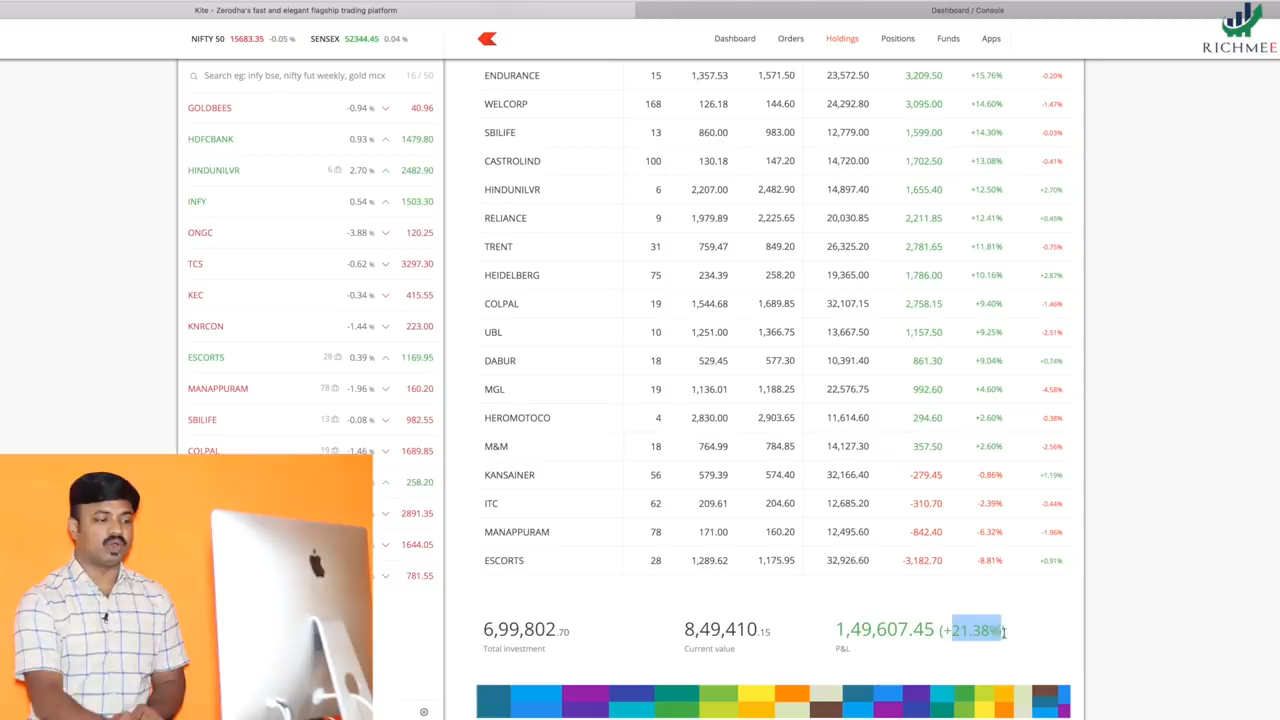 Kite - Zerodha's fast and elegant flagship trading platform
Dashboard / Console
NIFTY 50 15683.35 -0.05 % SENSEX 52344.45 0.04 %
Dashboard Orders Holdings Positions Funds Apps
RICHMEE
Search eg: infy bse, nifty fut weekly, gold mcx 16 / 50
GOLDBEES -0.94 % 40.96
HDFCBANK 0.93 % 1479.80
HINDUNILVR 6 2.70 % 2482.90
INFY 0.54 % 1503.30
ONGC -3.88 % 120.25
TCS -0.62 % 3297.30
KEC -0.34 % 415.55
KNRCON -1.44 % 223.00
ESCORTS 28 0.39 % 1169.95
MANAPPURAM 78 -1.96 % 160.20
SBILIFE 13 -0.08 % 982.55
COLPAL 19 -1.46 % 1689.85
258.20
2891.35
1644.05
781.55
ENDURANCE 15 1,357.53 1,571.50 23,572.50 3,209.50 +15.76% -0.20%
WELCORP 168 126.18 144.60 24,292.80 3,095.00 +14.60% -1.47%
SBILIFE 13 860.00 983.00 12,779.00 1,599.00 +14.30% -0.03%
CASTROLIND 100 130.18 147.20 14,720.00 1,702.50 +13.08% -0.41%
HINDUNILVR 6 2,207.00 2,482.90 14,897.40 1,655.40 +12.50% +2.70%
RELIANCE 9 1,979.89 2,225.65 20,030.85 2,211.85 +12.41% +0.45%
TRENT 31 759.47 849.20 26,325.20 2,781.65 +11.81% -0.75%
HEIDELBERG 75 234.39 258.20 19,365.00 1,786.00 +10.16% +2.87%
COLPAL 19 1,544.68 1,689.85 32,107.15 2,758.15 +9.40% -1.46%
UBL 10 1,251.00 1,366.75 13,667.50 1,157.50 +9.25% -2.51%
DABUR 18 529.45 577.30 10,391.40 861.30 +9.04% +0.74%
MGL 19 1,136.01 1,188.25 22,576.75 992.60 +4.60% -4.58%
HEROMOTOCO 4 2,830.00 2,903.65 11,614.60 294.60 +2.60% -0.38%
M&M 18 764.99 784.85 14,127.30 357.50 +2.60% -2.56%
KANSAINER 56 579.39 574.40 32,166.40 -279.45 -0.86% +1.19%
ITC 62 209.61 204.60 12,685.20 -310.70 -2.39% -0.44%
MANAPPURAM 78 171.00 160.20 12,495.60 -842.40 -6.32% -1.96%
ESCORTS 28 1,289.62 1,175.95 32,926.60 -3,182.70 -8.81% +0.91%
6,99,802.70 8,49,410.15 1,49,607.45 (+21.38%)
Total investment Current value P&L